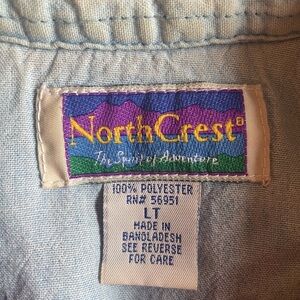 NorthCrest®
The Spirit of Adventure
100% POLYESTER
RN# 56951
LT
MADE IN
BANGLADESH
SEE REVERSE
FOR CARE